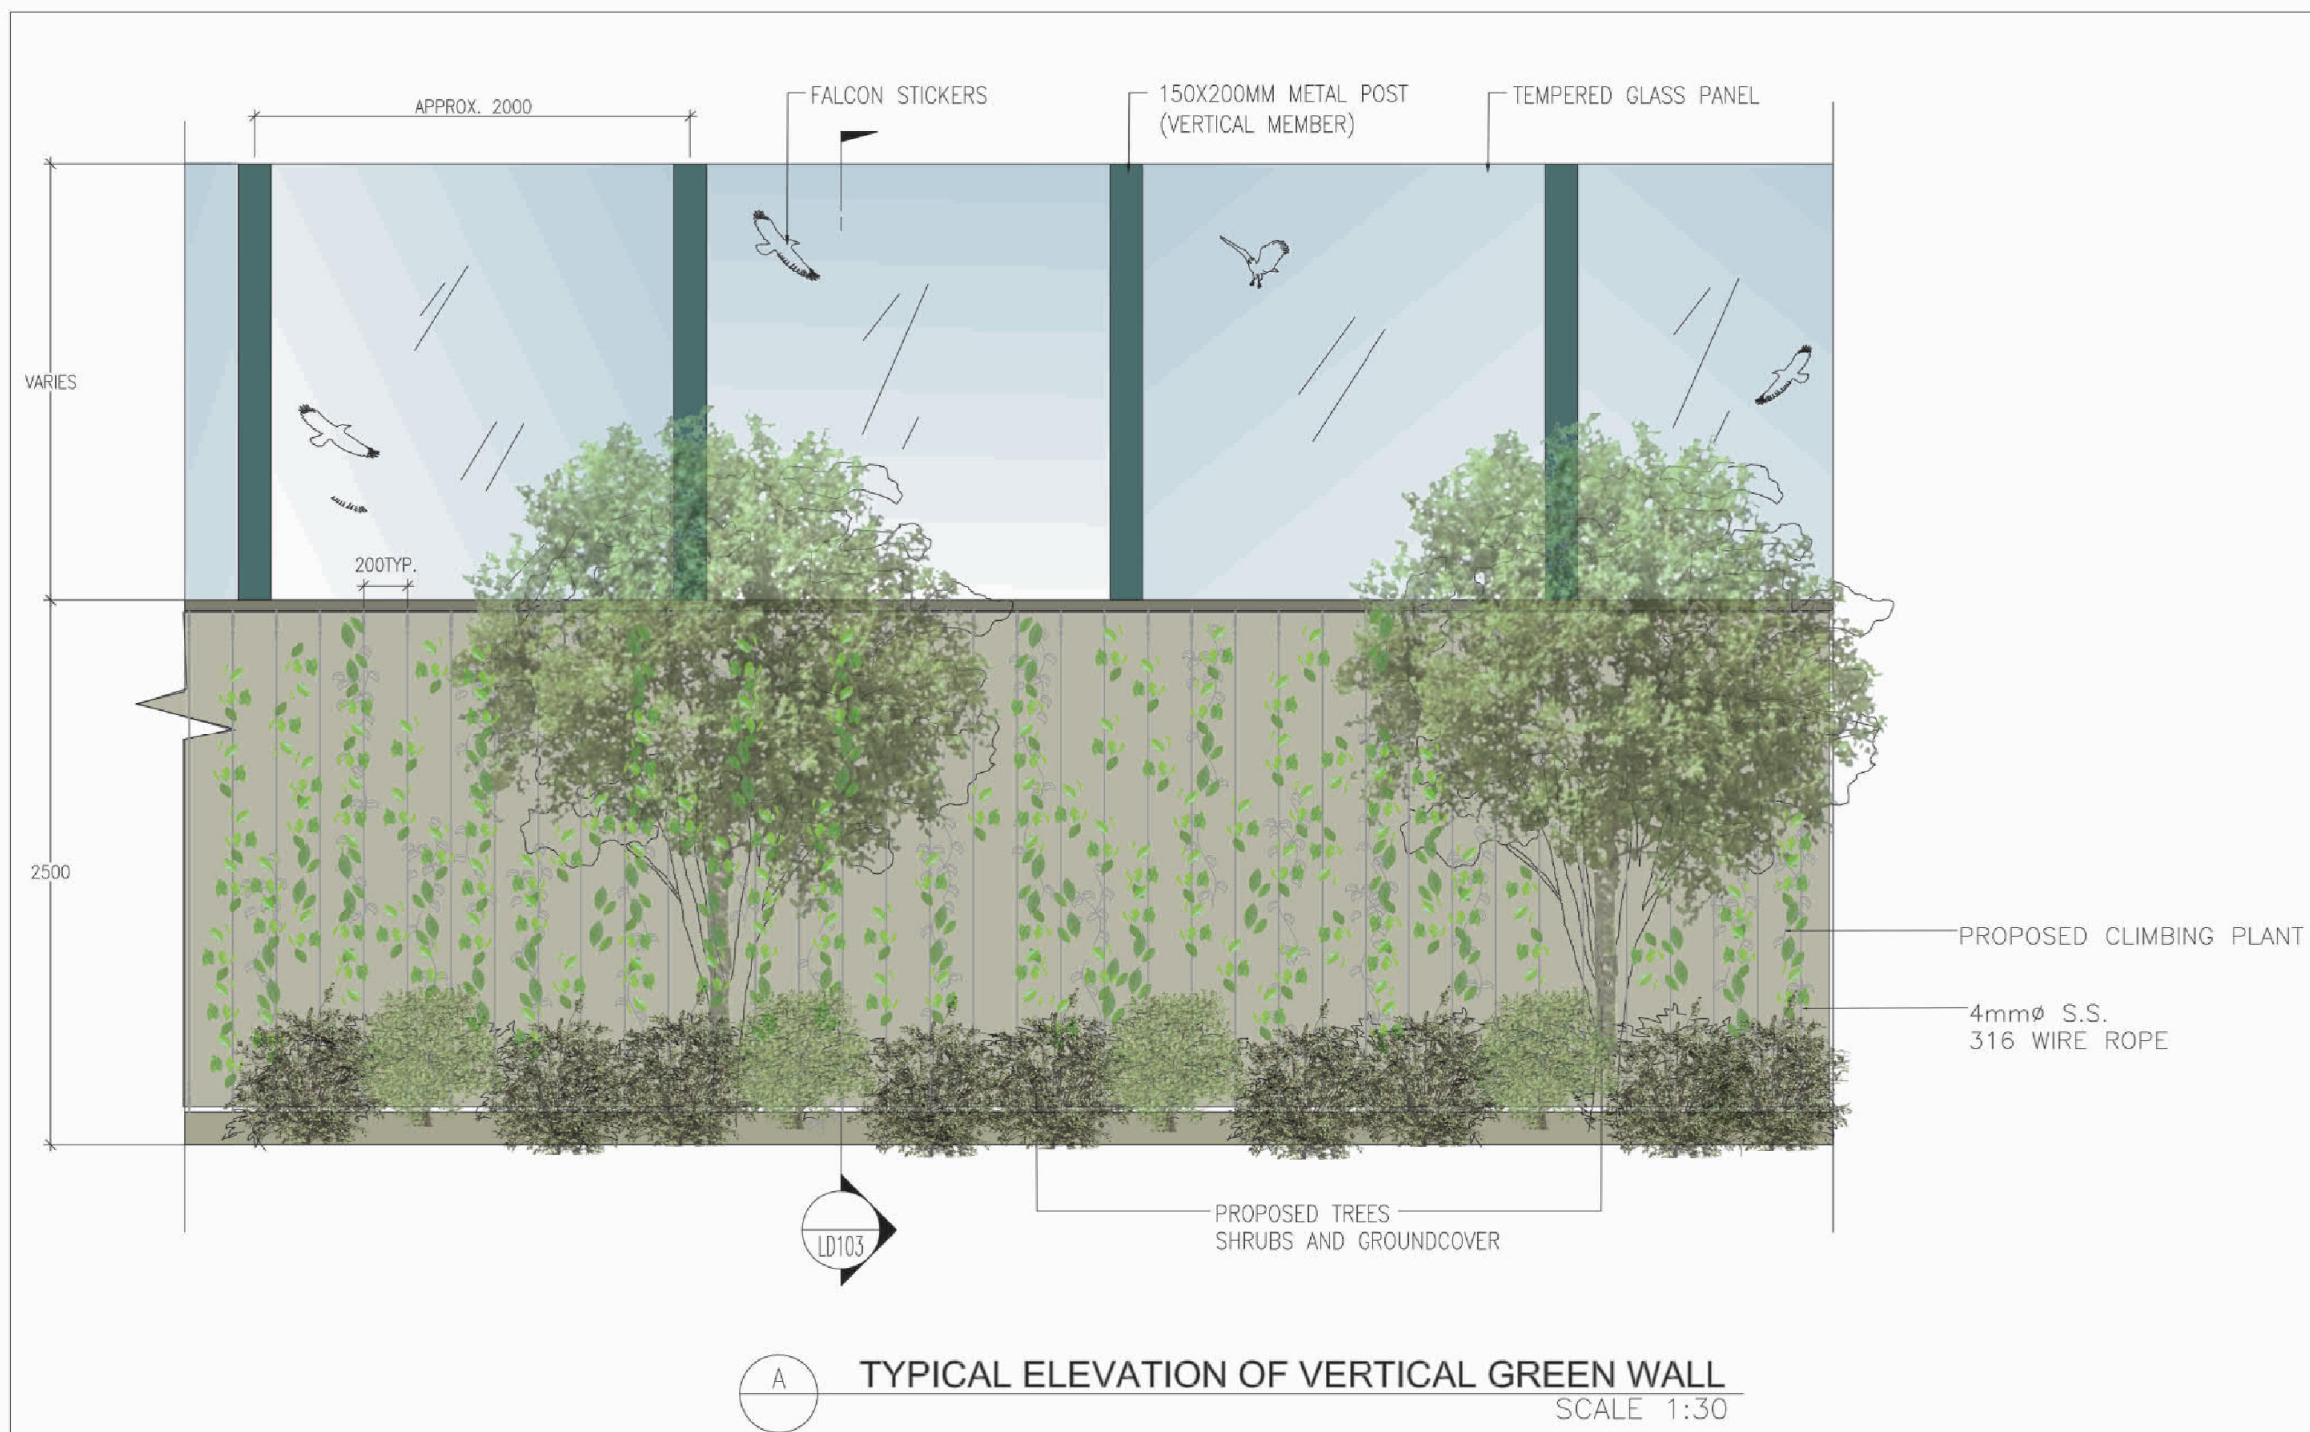 APPROX. 2000
FALCON STICKERS
150X200MM METAL POST
(VERTICAL MEMBER)
TEMPERED GLASS PANEL
VARIES
200TYP.
2500
PROPOSED CLIMBING PLANT
4mmø S.S.
316 WIRE ROPE
PROPOSED TREES
SHRUBS AND GROUNDCOVER
LD103
A
TYPICAL ELEVATION OF VERTICAL GREEN WALL
SCALE 1:30